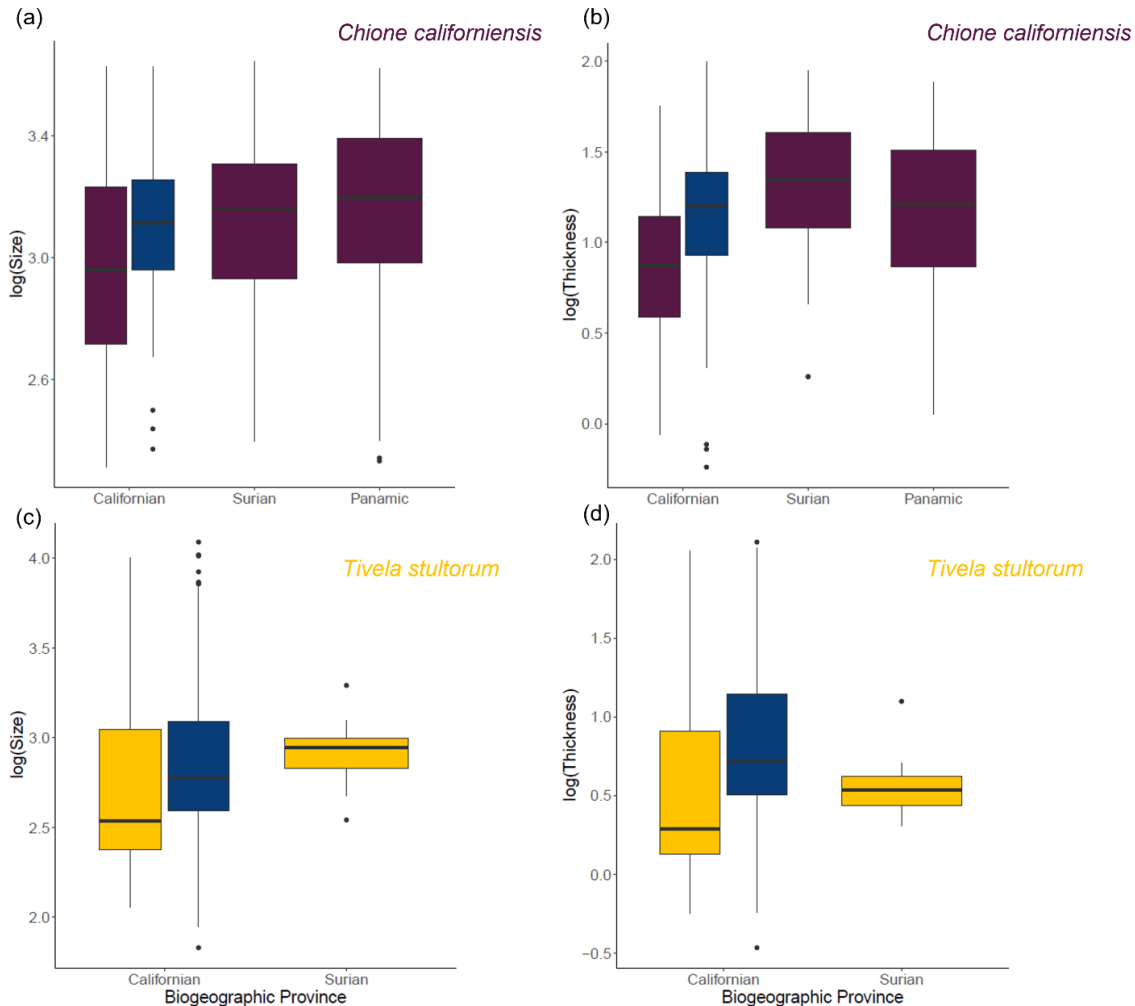 (a)
Chione californiensis
log(Size)
3.4
3.0
2.6
Californian
Surian
Panamic
(b)
Chione californiensis
log(Thickness)
2.0
1.5
1.0
0.5
0.0
Californian
Surian
Panamic
(c)
Tivela stultorum
log(Size)
4.0
3.5
3.0
2.5
2.0
Californian
Surian
Biogeographic Province
(d)
Tivela stultorum
log(Thickness)
2.0
1.5
1.0
0.5
0.0
−0.5
Californian
Surian
Biogeographic Province